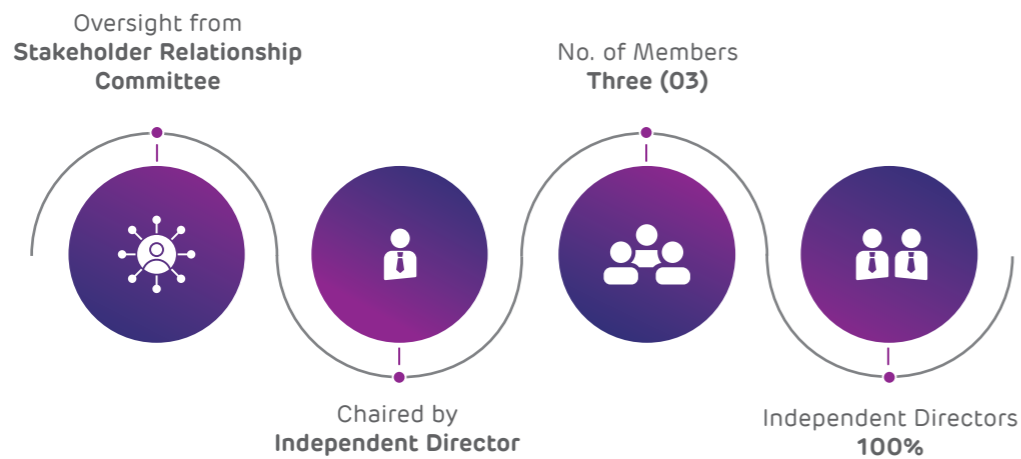 Oversight from
Stakeholder Relationship
Committee
Chaired by
Independent Director
No. of Members
Three (03)
Independent Directors
100%